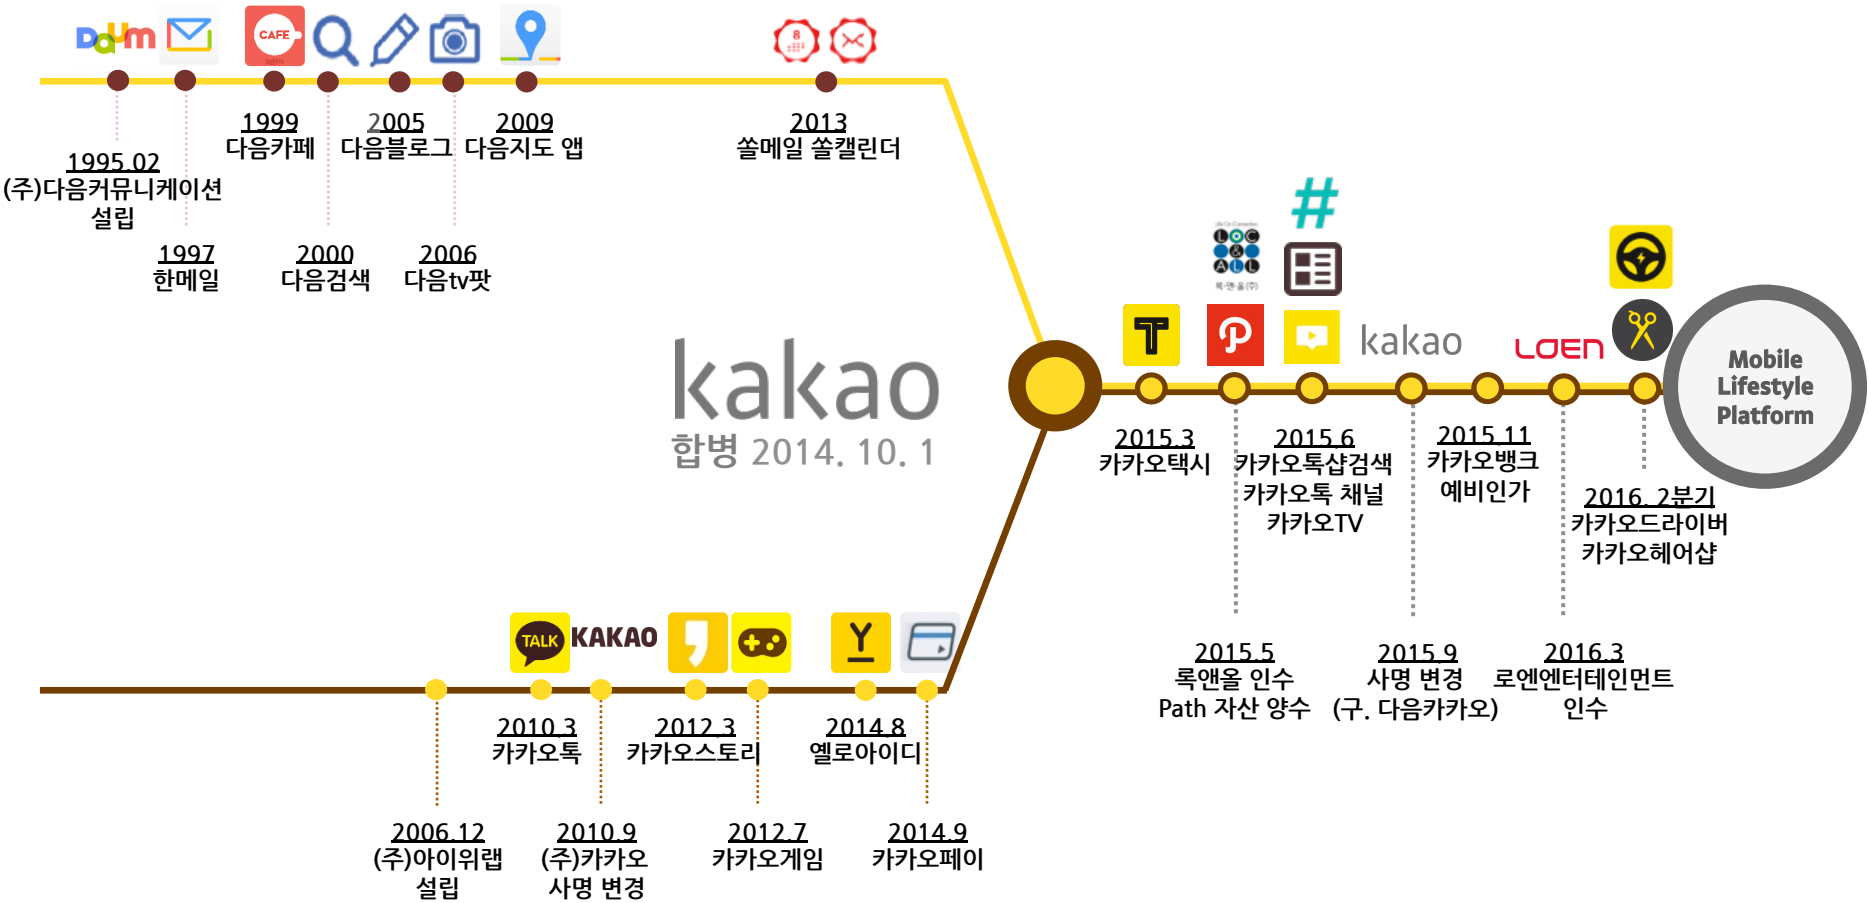 Daum
CAFE
8
1995.02
(주)다음커뮤니케이션
설립
1997
한메일
1999
다음카페
2000
다음검색
2005
다음블로그
2006
다음tv팟
2009
다음지도 앱
2013
쏠메일 쏠캘린더
kakao
합병 2014. 10. 1
TALK
KAKAO
Y
2006.12
(주)아이위랩
설립
2010.3
카카오톡
2010.9
(주)카카오
사명 변경
2012.3
카카오스토리
2012.7
카카오게임
2014.8
옐로아이디
2014.9
카카오페이
T
Life On Connection
LOC
&
ALL
록·앤·올(주)
P
#
kakao
LOEN
2015.3
카카오택시
2015.5
록앤올 인수
Path 자산 양수
2015.6
카카오톡샵검색
카카오톡 채널
카카오TV
2015.9
사명 변경
(구. 다음카카오)
2015.11
카카오뱅크
예비인가
2016.3
로엔엔터테인먼트
인수
2016. 2분기
카카오드라이버
카카오헤어샵
Mobile
Lifestyle
Platform